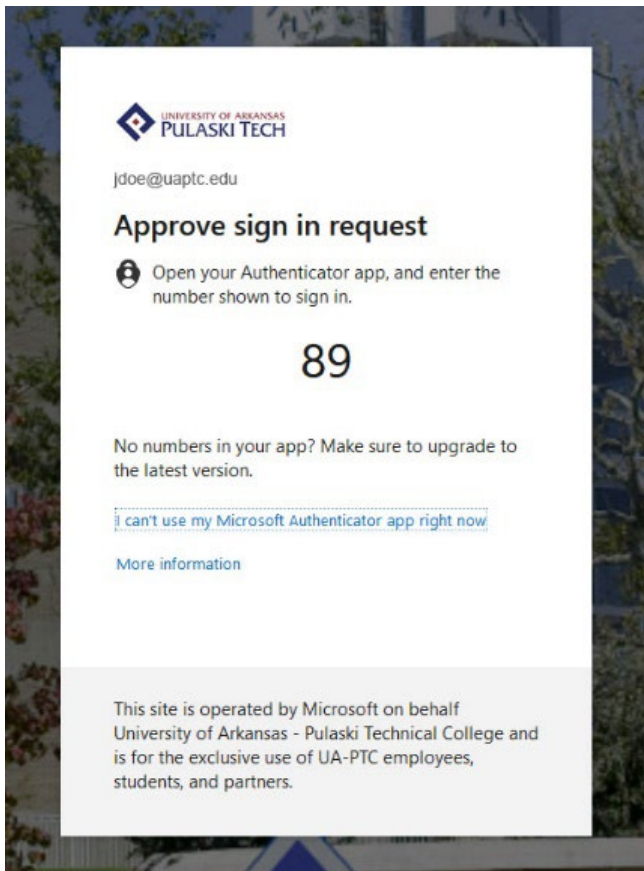 UNIVERSITY OF ARKANSAS
PULASKI TECH
jdoe@uaptc.edu
Approve sign in request
Open your Authenticator app, and enter the
number shown to sign in.
89
No numbers in your app? Make sure to upgrade to
the latest version.
I can't use my Microsoft Authenticator app right now
More information
This site is operated by Microsoft on behalf
University of Arkansas - Pulaski Technical College and
is for the exclusive use of UA-PTC employees,
students, and partners.